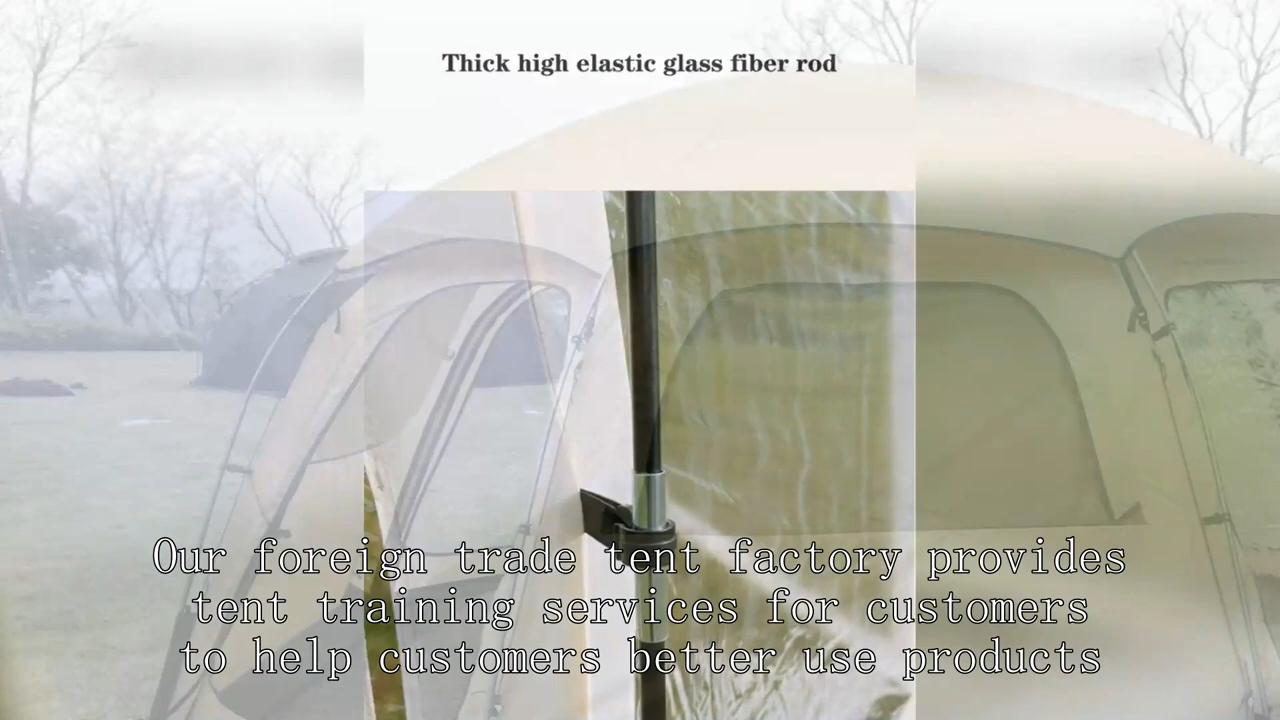 Thick high elastic glass fiber rod
Our foreign trade tent factory provides
tent training services for customers
to help customers better use products